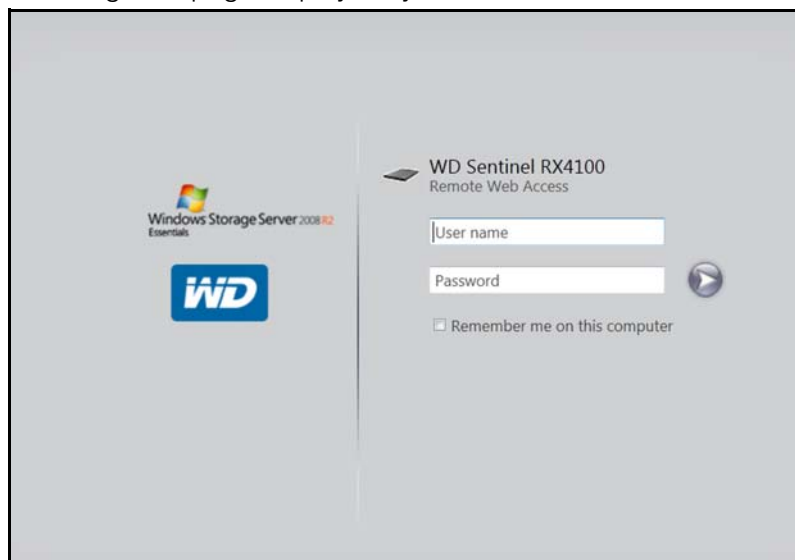 Windows Storage Server 2008 R2
Essentials
WD
WD Sentinel RX4100
Remote Web Access
User name
Password
Remember me on this computer